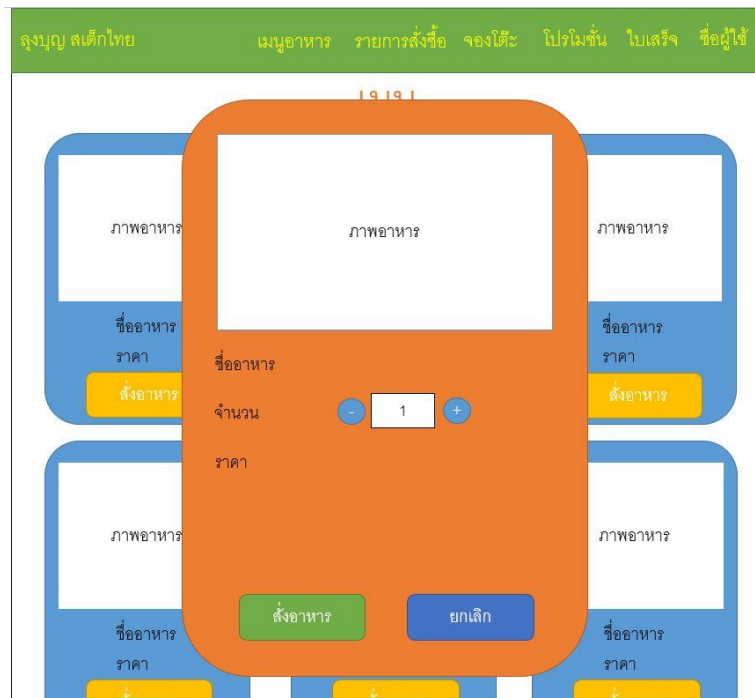 ลุงบุญ สเต็กไทย เมนูอาหาร รายการสั่งซื้อ จองโต๊ะ โปรโมชั่น ใบเสร็จ ชื่อผู้ใช้
ภาพอาหาร
ชื่ออาหาร
ราคา
สั่งอาหาร
ภาพอาหาร
ชื่ออาหาร
จำนวน - 1 +
ราคา
สั่งอาหาร ยกเลิก
ภาพอาหาร
ชื่ออาหาร
ราคา
สั่งอาหาร
ภาพอาหาร
ชื่ออาหาร
ราคา
ภาพอาหาร
ชื่ออาหาร
ราคา